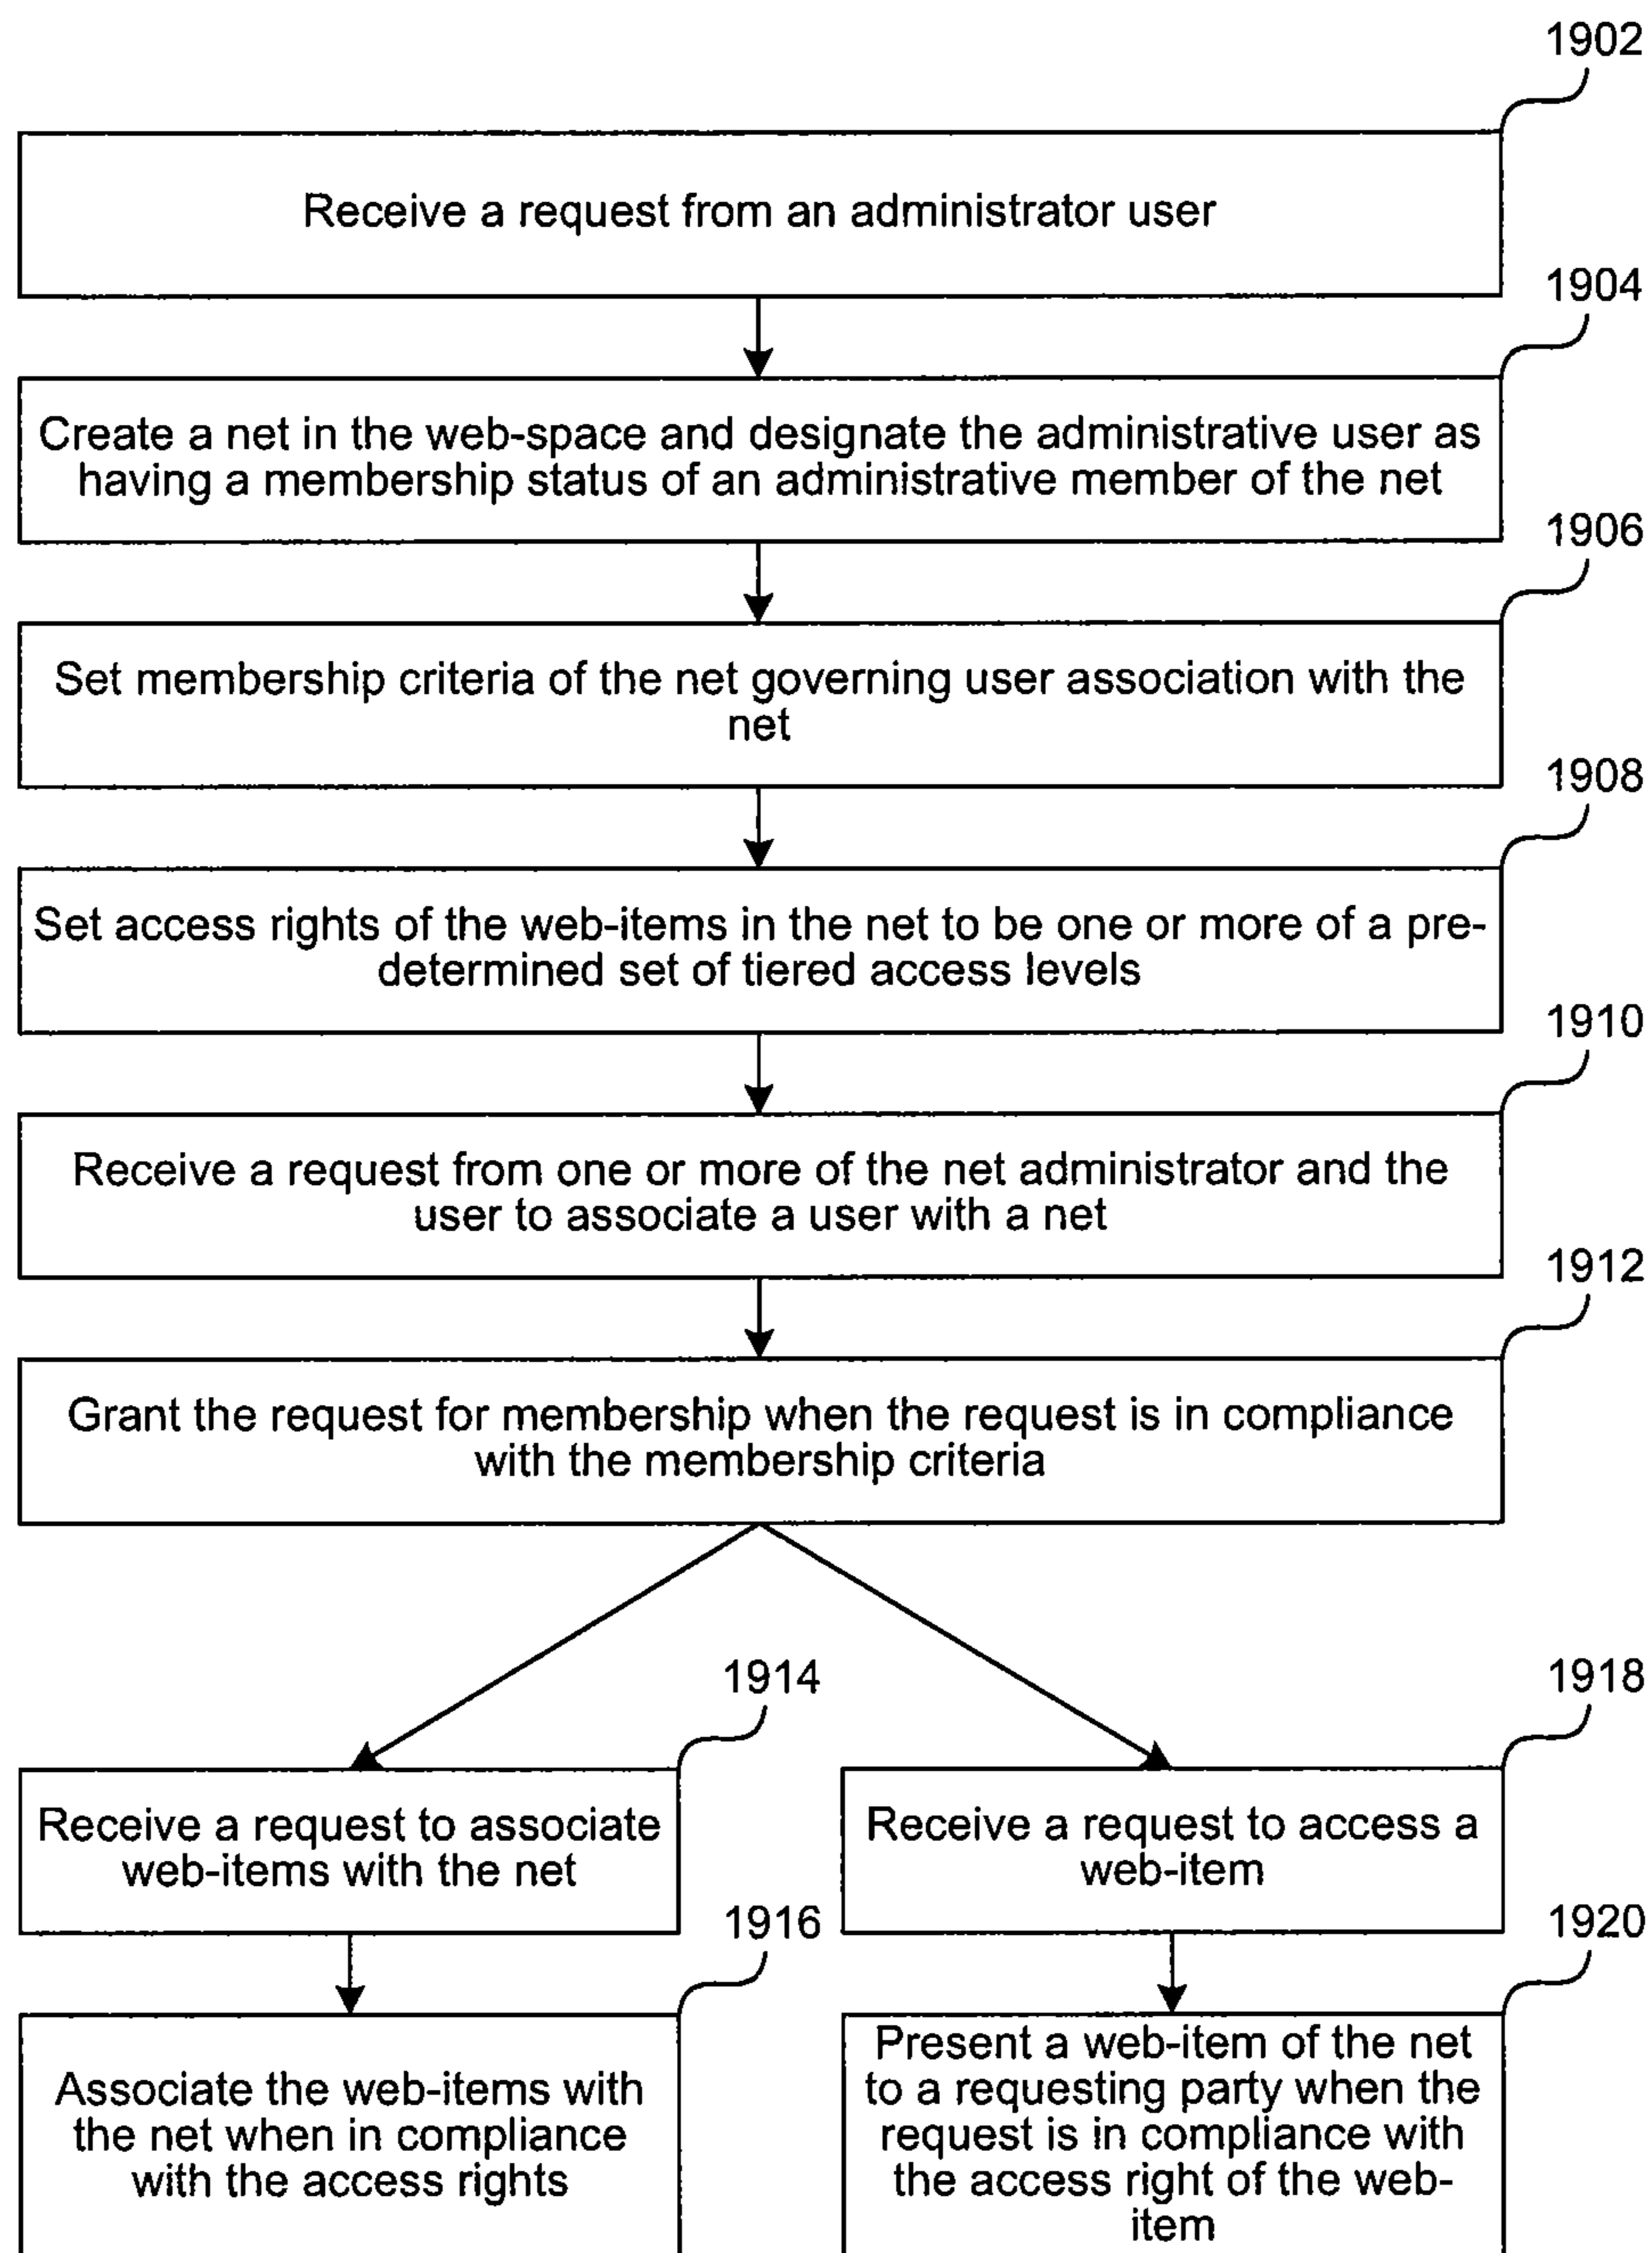 1902
Receive a request from an administrator user
1904
Create a net in the web-space and designate the administrative user as
having a membership status of an administrative member of the net
1906
Set membership criteria of the net governing user association with the
net
1908
Set access rights of the web-items in the net to be one or more of a pre-
determined set of tiered access levels
1910
Receive a request from one or more of the net administrator and the
user to associate a user with a net
1912
Grant the request for membership when the request is in compliance
with the membership criteria
1914
Receive a request to associate
web-items with the net
1916
Associate the web-items with
the net when in compliance
with the access rights
1918
Receive a request to access a
web-item
1920
Present a web-item of the net
to a requesting party when the
request is in compliance with
the access right of the web-
item